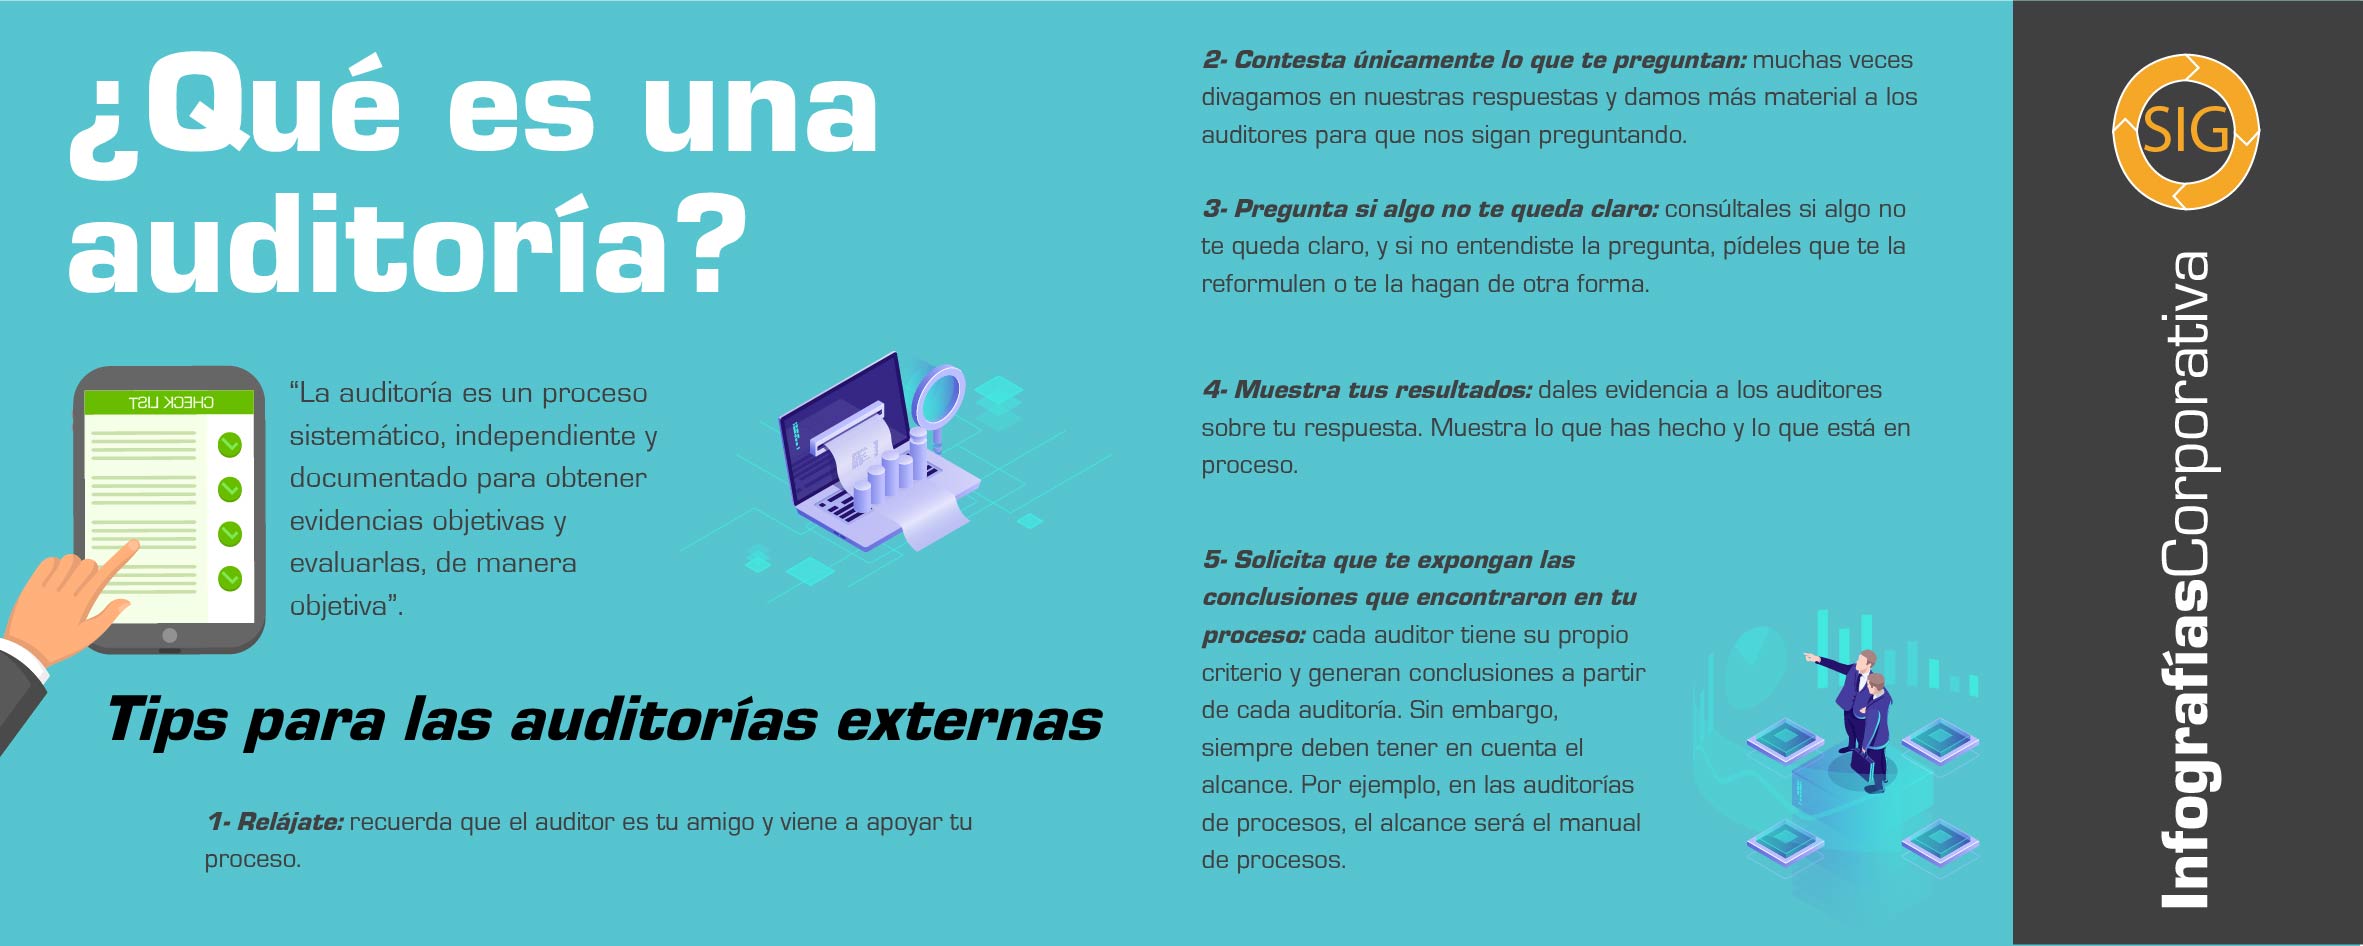 ¿Qué es una
auditoría?
CHECK LIST
“La auditoría es un proceso
sistemático, independiente y
documentado para obtener
evidencias objetivas y
evaluarlas, de manera
objetiva”.
Tips para las auditorías externas
1- Relájate: recuerda que el auditor es tu amigo y viene a apoyar tu
proceso.
2- Contesta únicamente lo que te preguntan: muchas veces
divagamos en nuestras respuestas y damos más material a los
auditores para que nos sigan preguntando.
3- Pregunta si algo no te queda claro: consúltales si algo no
te queda claro, y si no entendiste la pregunta, pídeles que te la
reformulen o te la hagan de otra forma.
4- Muestra tus resultados: dales evidencia a los auditores
sobre tu respuesta. Muestra lo que has hecho y lo que está en
proceso.
5- Solicita que te expongan las
conclusiones que encontraron en tu
proceso: cada auditor tiene su propio
criterio y generan conclusiones a partir
de cada auditoría. Sin embargo,
siempre deben tener en cuenta el
alcance. Por ejemplo, en las auditorías
de procesos, el alcance será el manual
de procesos.
SIG
InfografíasCorporativa